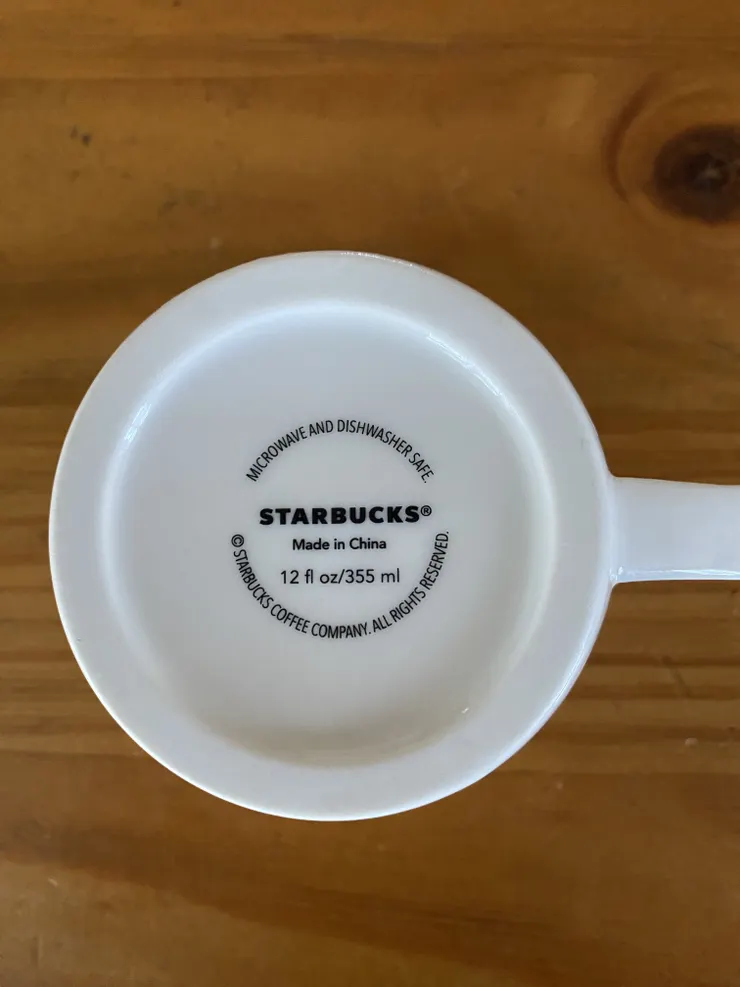 MICROWAVE AND DISHWASHER SAFE.
STARBUCKS®
Made in China
12 fl oz/355 ml
© STARBUCKS COFFEE COMPANY. ALL RIGHTS RESERVED.